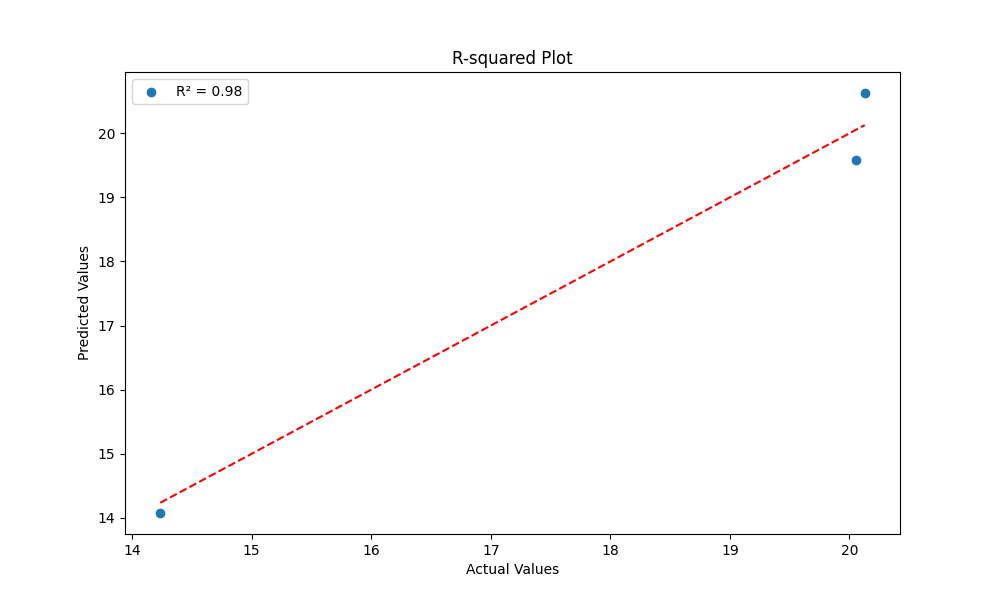 R-squared Plot
R² = 0.98
Predicted Values
20
19
18
17
16
15
14
14 15 16 17 18 19 20
Actual Values